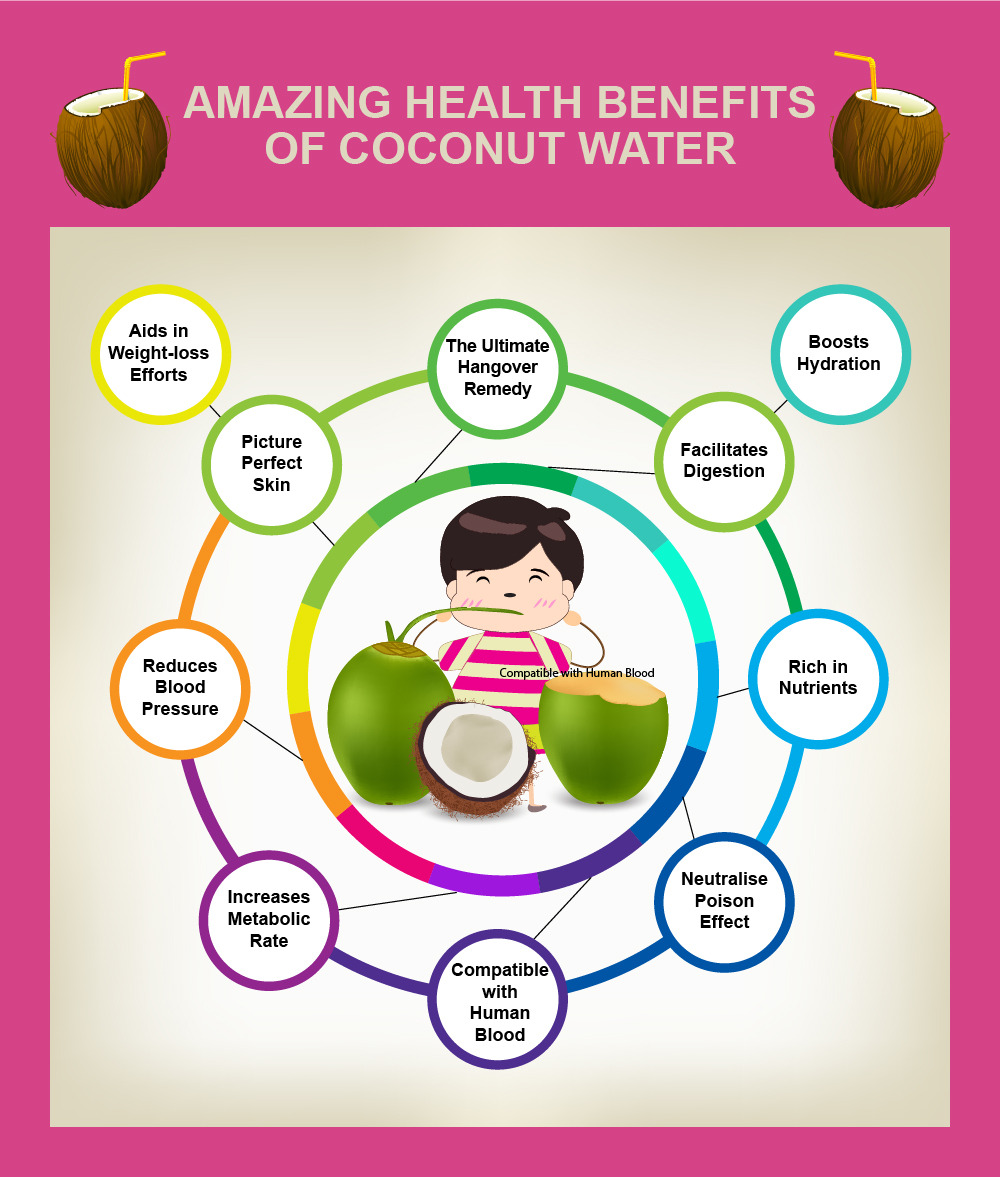 AMAZING HEALTH BENEFITS
OF COCONUT WATER
Aids in
Weight-loss
Efforts
The Ultimate
Hangover
Remedy
Boosts
Hydration
Picture
Perfect
Skin
Facilitates
Digestion
Reduces
Blood
Pressure
Compatible with Human Blood
Rich in
Nutrients
Increases
Metabolic
Rate
Neutralise
Poison
Effect
Compatible
with
Human
Blood